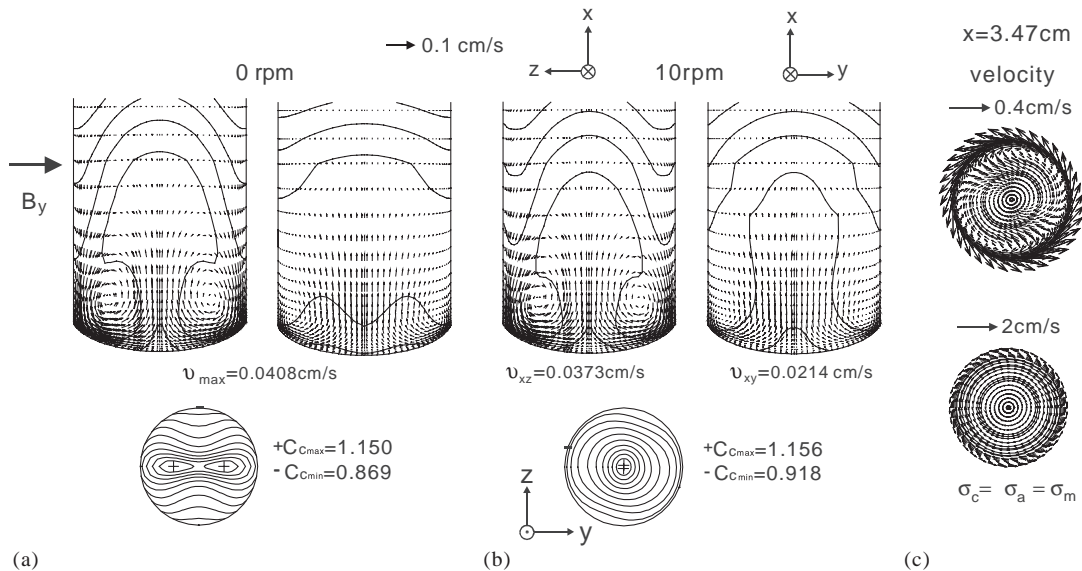 x x x=3.47cm
0.1 cm/s
z y velocity
0 rpm 10rpm
0.4cm/s
B_y
2cm/s
υ_max=0.0408cm/s υ_xz=0.0373cm/s υ_xy=0.0214 cm/s
+C_Cmax=1.150 +C_Cmax=1.156
-C_Cmin=0.869 -C_Cmin=0.918
z
σ_c= σ_a =σ_m
y
(a) (b) (c)